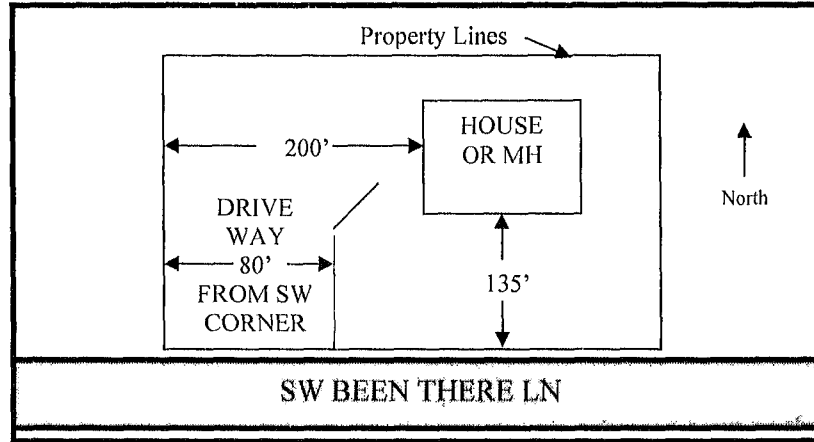 Property Lines
HOUSE
OR MH
200’
North
DRIVE
WAY
80’
FROM SW
CORNER
135’
SW BEEN THERE LN